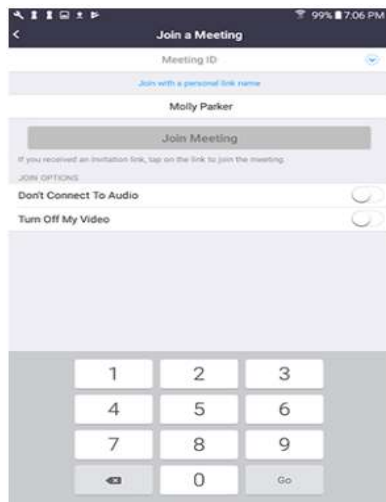 99% 7:06 PM
Join a Meeting
Meeting ID
Join with a personal link name
Molly Parker
Join Meeting
If you received an invitation link, tap on the link to join the meeting.
JOIN OPTIONS
Don't Connect To Audio
Turn Off My Video
1 2 3
4 5 6
7 8 9
0 Go